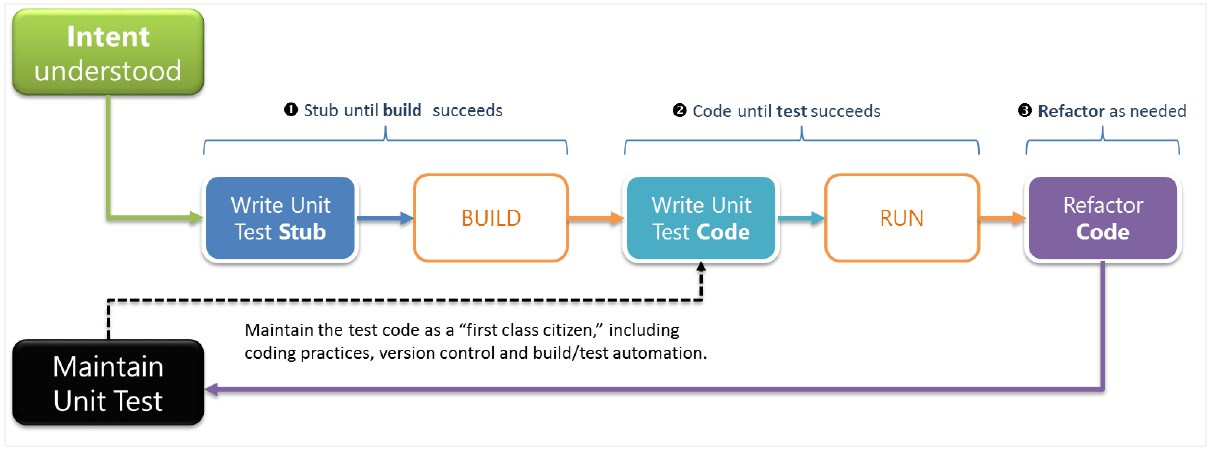 Intent
understood
❶ Stub until build succeeds
❷ Code until test succeeds
❸ Refactor as needed
Write Unit
Test Stub
BUILD
Write Unit
Test Code
RUN
Refactor
Code
Maintain the test code as a “first class citizen,” including
coding practices, version control and build/test automation.
Maintain
Unit Test